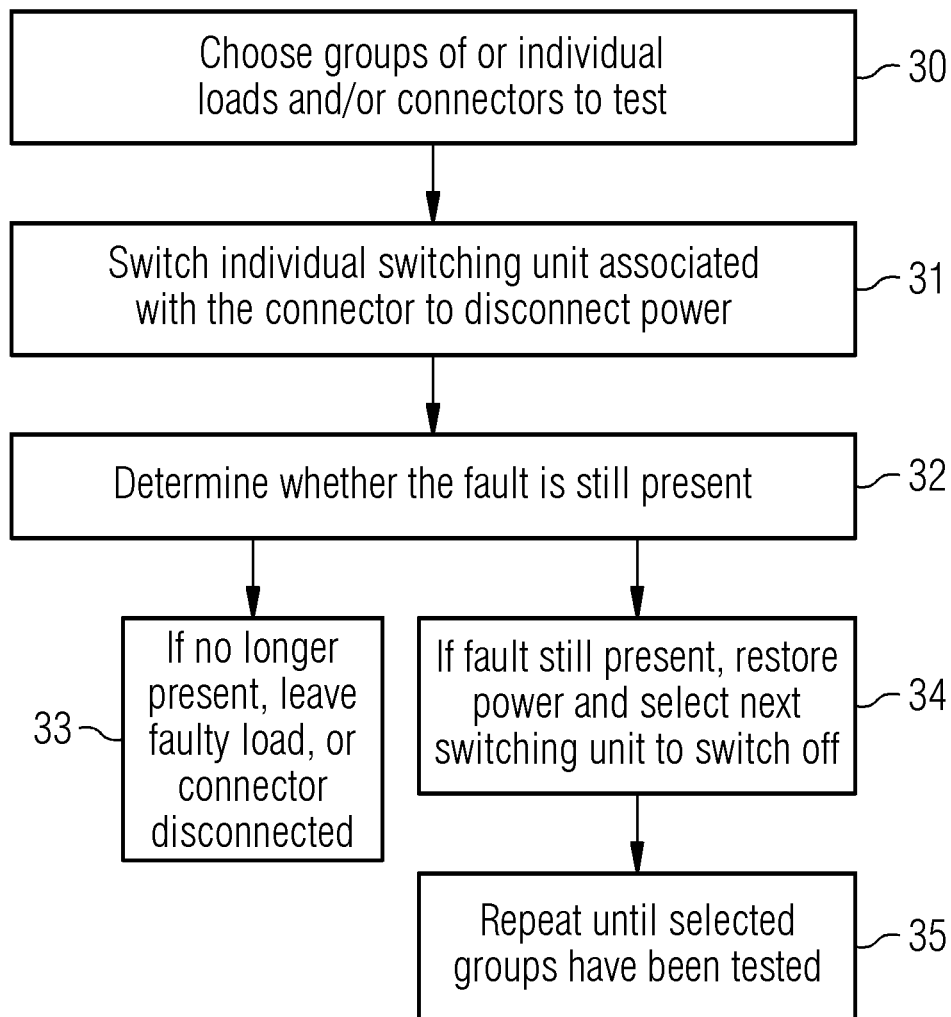 Choose groups of or individual
loads and/or connectors to test
30
Switch individual switching unit associated
with the connector to disconnect power
31
Determine whether the fault is still present
32
If no longer
present, leave
faulty load, or
connector
disconnected
33
If fault still present, restore
power and select next
switching unit to switch off
34
Repeat until selected
groups have been tested
35